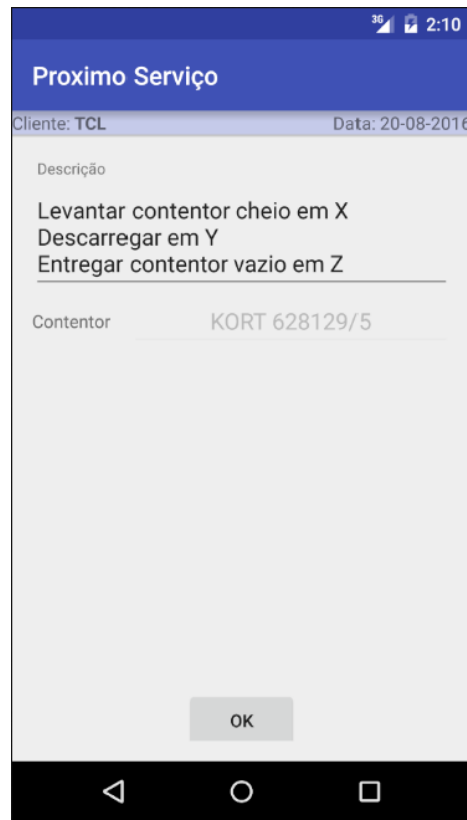 3G 2:10
Proximo Serviço
Cliente: TCL Data: 20-08-2016
Descrição
Levantar contentor cheio em X
Descarregar em Y
Entregar contentor vazio em Z
Contentor KORT 628129/5
OK